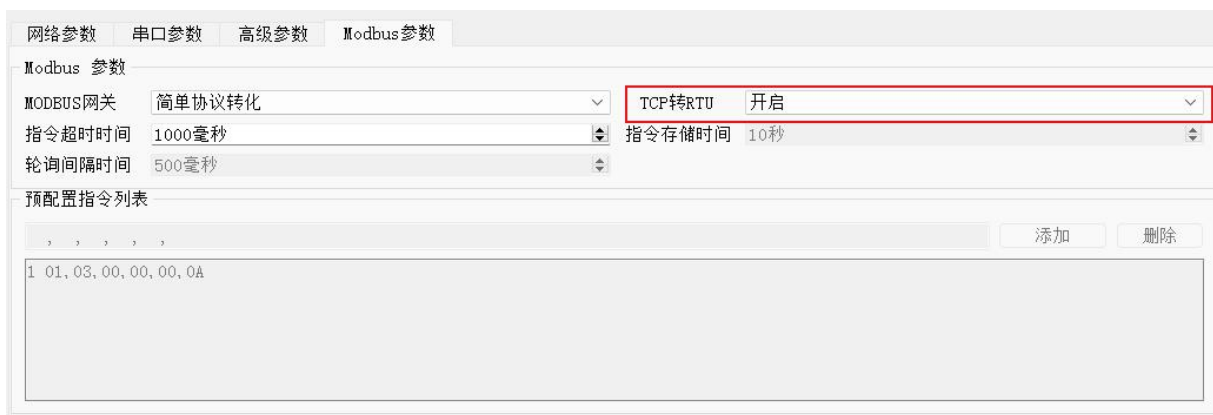 网络参数 串口参数 高级参数 Modbus参数
Modbus 参数
MODBUS网关 简单协议转化 TCP转RTU 开启
指令超时时间 1000毫秒 指令存储时间 10秒
轮询间隔时间 500毫秒
预配置指令列表
, , , , , 添加 删除
1 01,03,00,00,00,0A